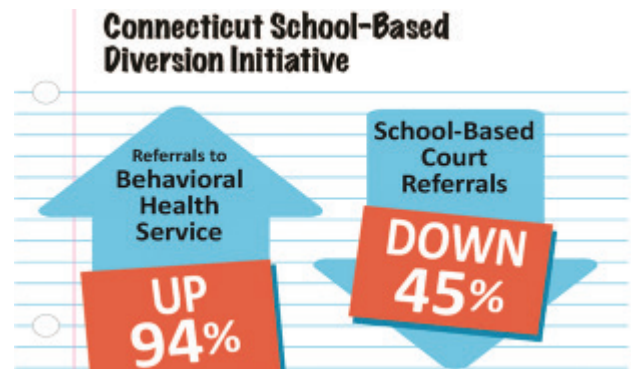 Connecticut School-Based
Diversion Initiative
Referrals to
Behavioral
Health
Service
UP
94%
School-Based
Court
Referrals
DOWN
45%